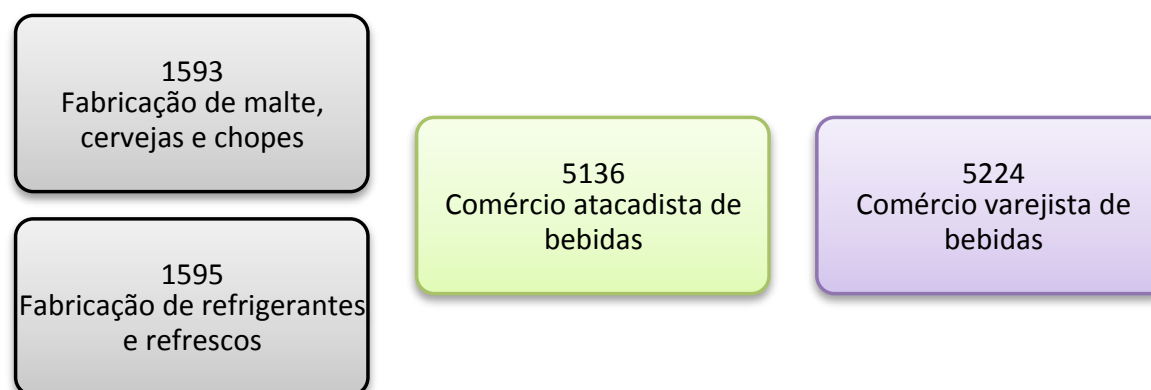 1593
Fabricação de malte,
cervejas e chopes
1595
Fabricação de refrigerantes
e refrescos
5136
Comércio atacadista de
bebidas
5224
Comércio varejista de
bebidas